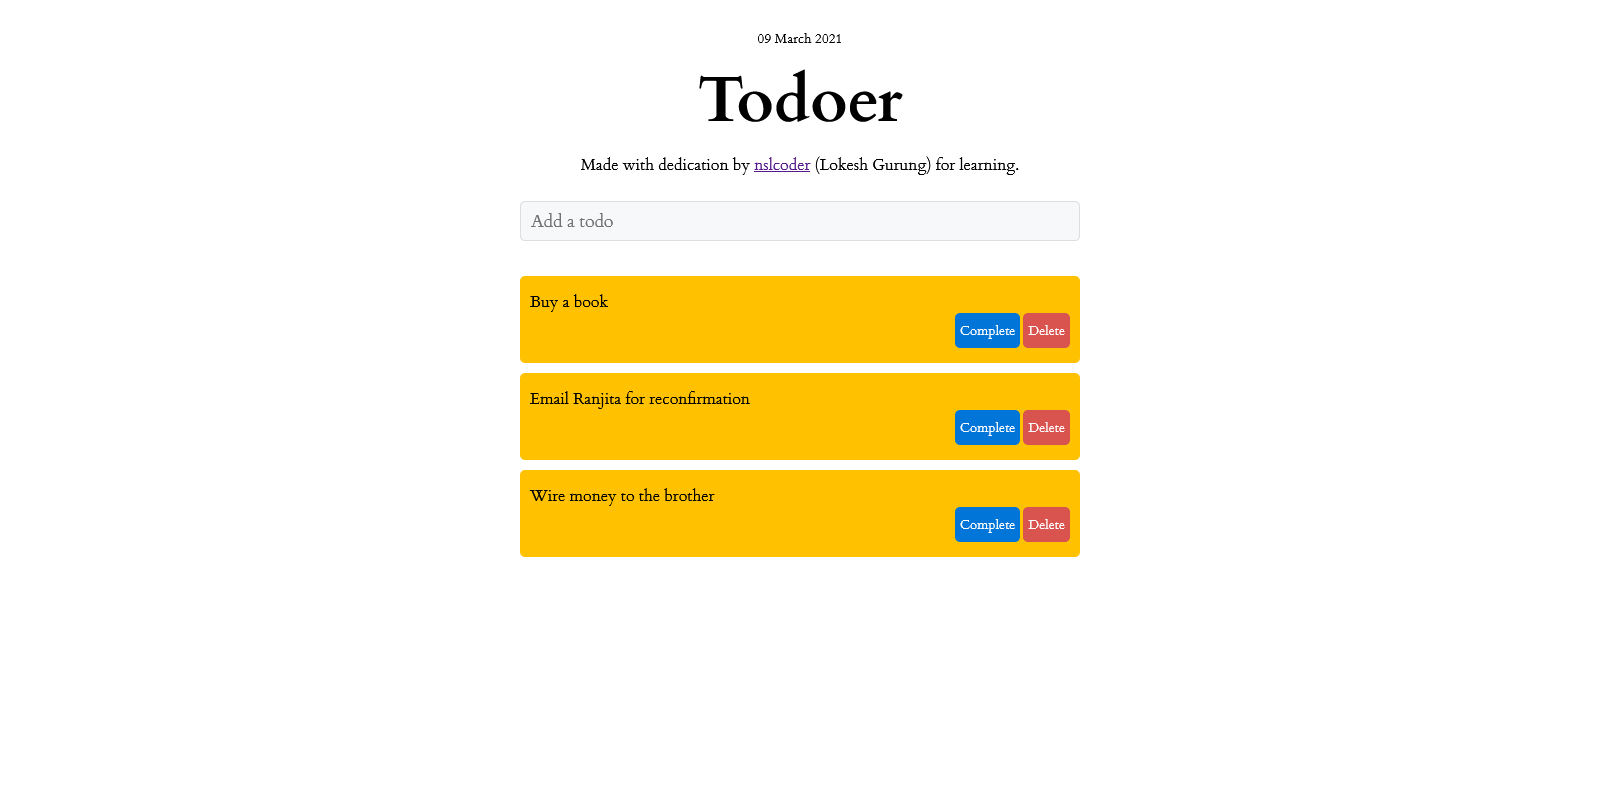 09 March 2021
Todoer
Made with dedication by nslcoder (Lokesh Gurung) for learning.
Add a todo
Buy a book
Complete Delete
Email Ranjita for reconfirmation
Complete Delete
Wire money to the brother
Complete Delete